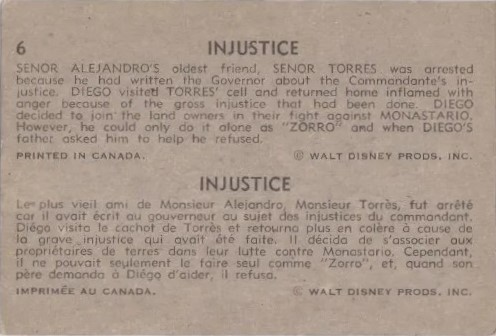 6 INJUSTICE
SENOR ALEJANDRO'S oldest friend, SENOR TORRES was arrested
because he had written the Governor about the Commandante's in-
justice. DIEGO visited TORRES' cell and returned home inflamed with
anger because of the gross injustice that had been done. DIEGO
decided to join the land owners in their fight against MONASTARIO.
However, he could only do it alone as "ZORRO" and when DIEGO'S
father asked him to help he refused.
PRINTED IN CANADA. © WALT DISNEY PRODS., INC.
INJUSTICE
Le plus vieil ami de Monsieur Alejandro, Monsieur Torrès, fut arrêté
car il avait écrit au gouverneur au sujet des injustices du commandant.
Diégo visita le cachot de Torrès et retourna plus en colère à cause de
la grave injustice qui avait été faite. Il décida de s'associer aux
propriétaires de terres dans leur lutte contre Monastario. Cependant,
il ne pouvait seulement le faire seul comme "Zorro", et, quand son
père demanda à Diégo d'aider, il refusa.
IMPRIMÉE AU CANADA. © WALT DISNEY PRODS., INC.